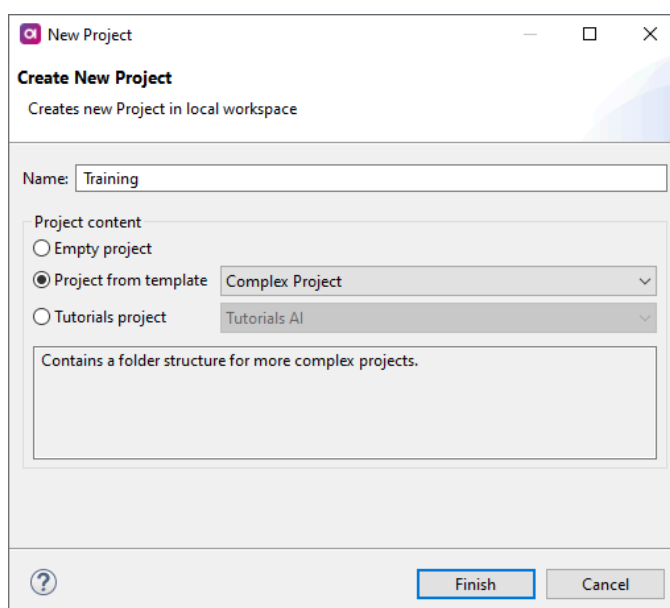 New Project
Create New Project
Creates new Project in local workspace
Name: Training
Project content
Empty project
Project from template Complex Project
Tutorials project Tutorials AI
Contains a folder structure for more complex projects.
? Finish Cancel